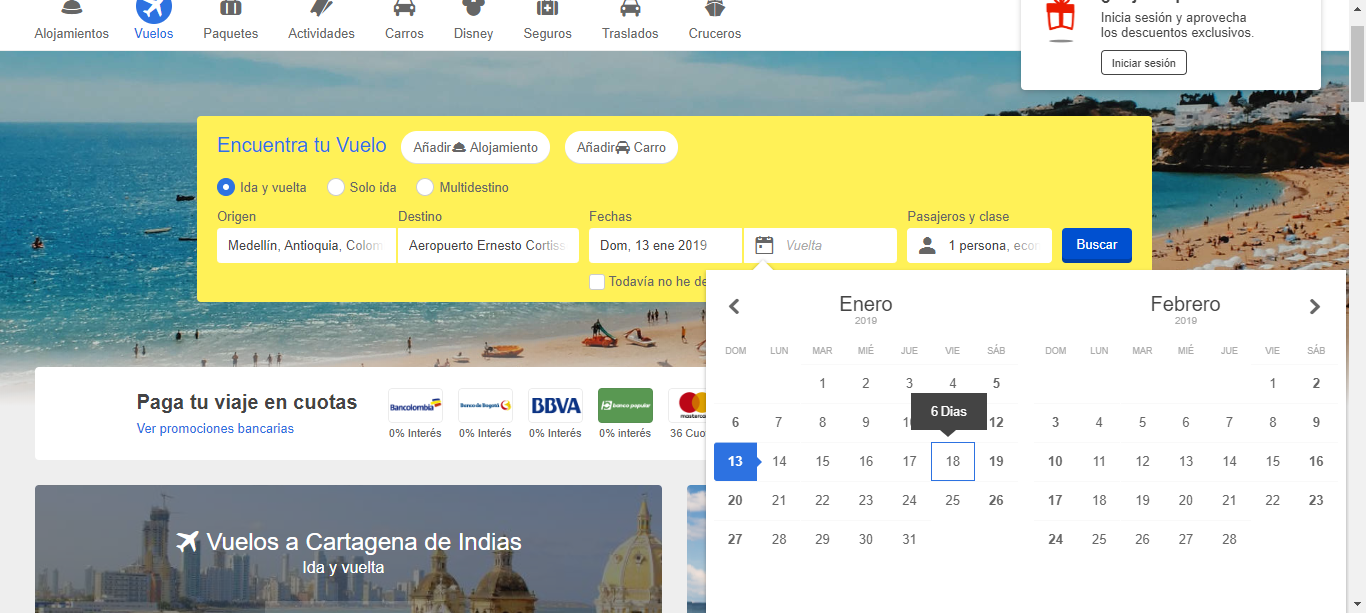 Alojamientos Vuelos Paquetes Actividades Carros Disney Seguros Traslados Cruceros
Inicia sesión y aprovecha
los descuentos exclusivos.
Iniciar sesión
Encuentra tu Vuelo Añadir Alojamiento Añadir Carro
Ida y vuelta Solo ida Multidestino
Origen Destino Fechas Pasajeros y clase
Medellín, Antioquia, Colom Aeropuerto Ernesto Cortiss Dom, 13 ene 2019 Vuelta 1 persona, econ Buscar
Todavía no he de
Enero Febrero
2019 2019
DOM LUN MAR MIÉ JUE VIE SÁB DOM LUN MAR MIÉ JUE VIE SÁB
1 2 3 4 5 1 2
6 Dias
6 7 8 9 12 3 4 5 6 7 8 9
13 14 15 16 17 18 19 10 11 12 13 14 15 16
20 21 22 23 24 25 26 17 18 19 20 21 22 23
27 28 29 30 31 24 25 26 27 28
Paga tu viaje en cuotas
Ver promociones bancarias
Bancolombia Banco de Bogotá BBVA banco popular
0% Interés 0% Interés 0% Interés 0% interés 36 Cuo
Vuelos a Cartagena de Indias
Ida y vuelta